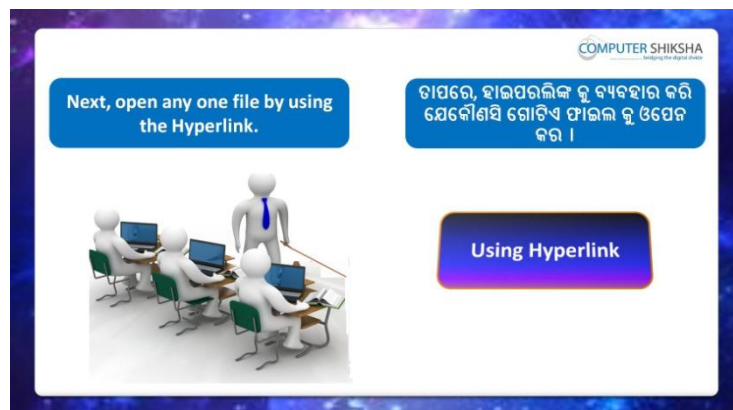 COMPUTER SHIKSHA
bridging the digital divide
Next, open any one file by using
the Hyperlink.
ତାପରେ, ହାଇପରଲିଙ୍କ କୁ ବ୍ୟବହାର କରି
ଯେକୌଣସି ଗୋଟିଏ ଫାଇଲ କୁ ଓପେନ
କର ।
Using Hyperlink